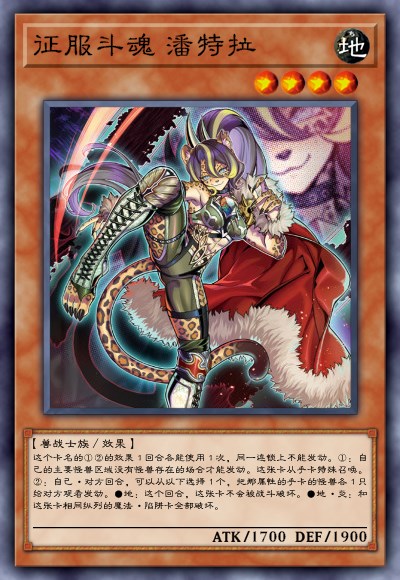 征服斗魂 潘特拉
地
【兽战士族/效果】
这个卡名的①②的效果1回合各能使用1次，同一连锁上不能发动。①：自
己的主要怪兽区域没有怪兽存在的场合才能发动。这张卡从手卡特殊召唤。
②：自己·对方回合，可以从以下选择1个，把那属性的手卡的怪兽各1只
给对方观看发动。●地：这个回合，这张卡不会被战斗破坏。●地·炎：和
这张卡相同纵列的魔法·陷阱卡全部破坏。
ATK/1700 DEF/1900